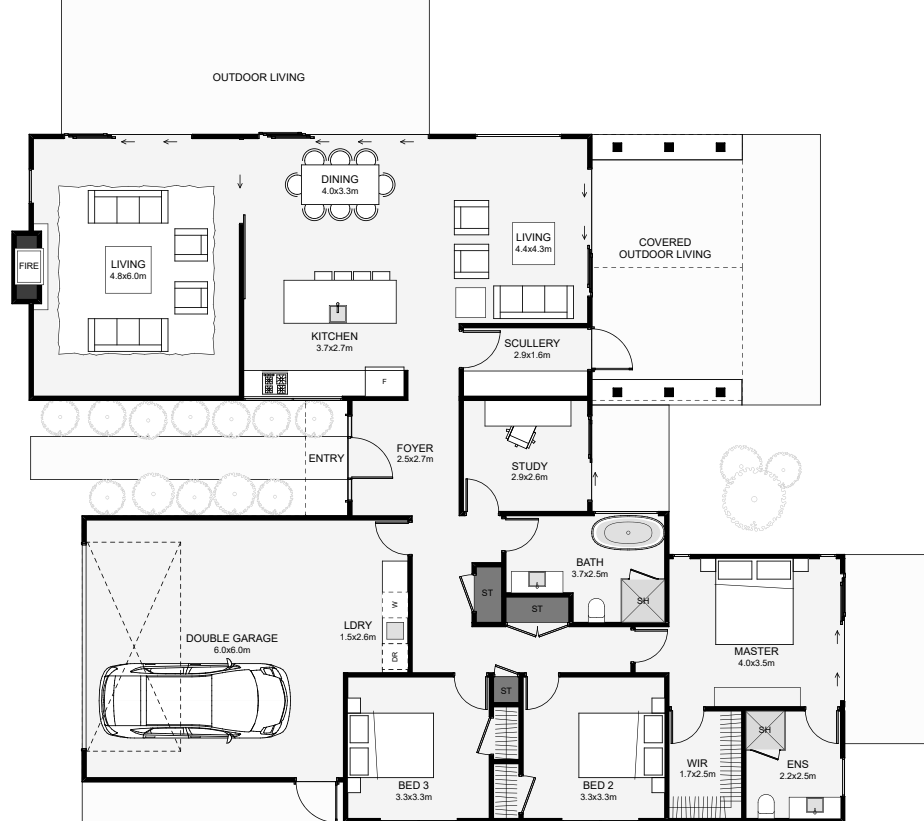 OUTDOOR LIVING
DINING
4.0x3.3m
LIVING
4.4x4.3m
COVERED
OUTDOOR LIVING
FIRE
LIVING
4.8x6.0m
KITCHEN
3.7x2.7m
SCULLERY
2.9x1.6m
F
ENTRY
FOYER
2.5x2.7m
STUDY
2.9x2.6m
BATH
3.7x2.5m
ST
ST
SH
W
LDRY
1.5x2.6m
DR
DOUBLE GARAGE
6.0x6.0m
MASTER
4.0x3.5m
ST
SH
BED 3
3.3x3.3m
BED 2
3.3x3.3m
WIR
1.7x2.5m
ENS
2.2x2.5m